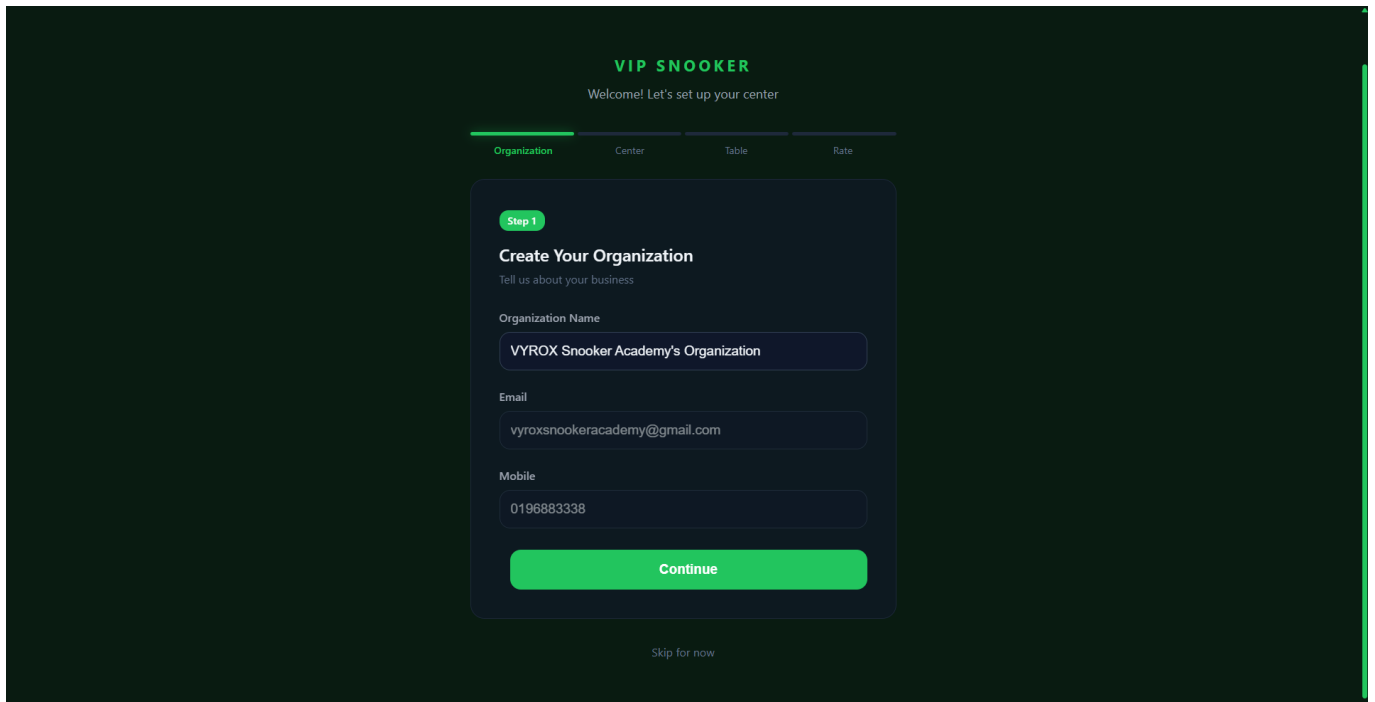 VIP SNOOKER
Welcome! Let's set up your center
Organization
Center
Table
Rate
Step 1
Create Your Organization
Tell us about your business
Organization Name
VYROX Snooker Academy's Organization
Email
vyroxsnookeracademy@gmail.com
Mobile
0196883338
Continue
Skip for now